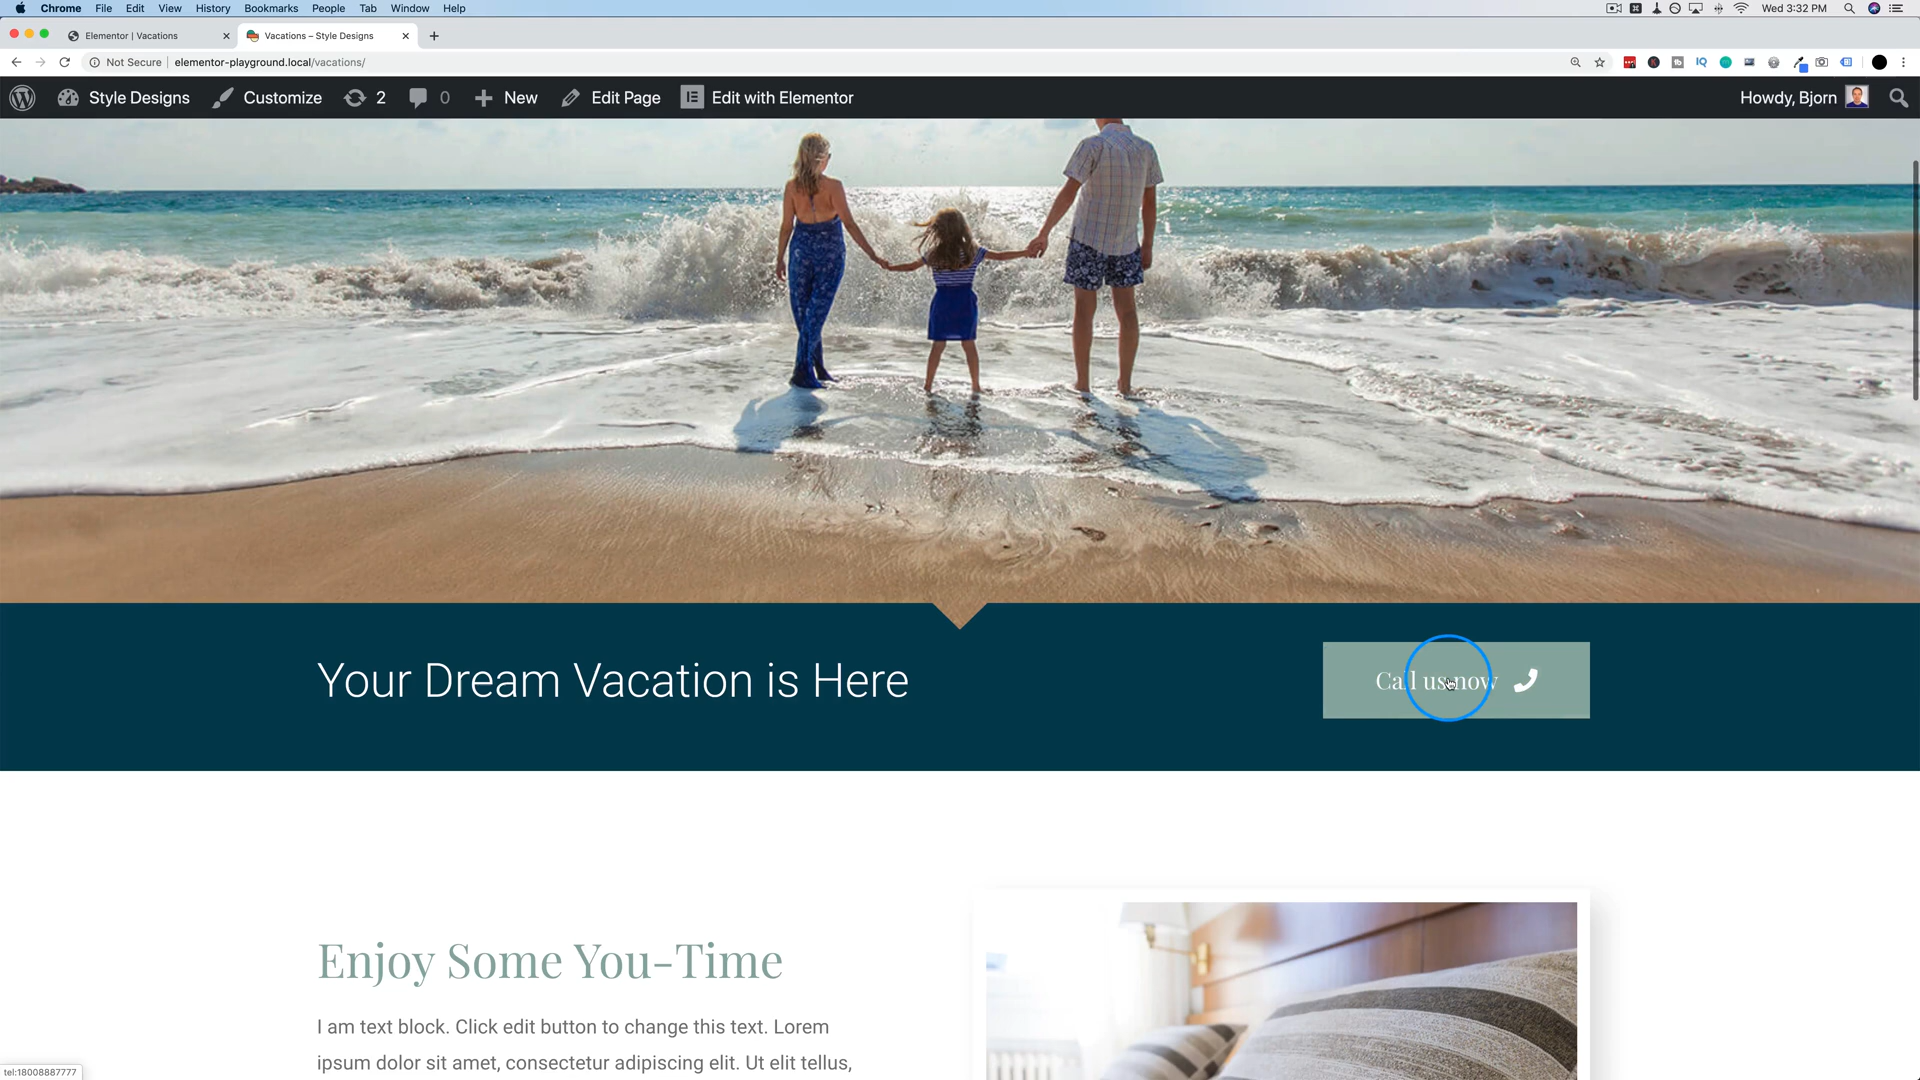 Chrome File Edit View History Bookmarks People Tab Window Help Wed 3:32 PM
Elementor | Vacations Vacations – Style Designs
Not Secure elementor-playground.local/vacations/ IQ
Style Designs Customize 2 0 New Edit Page Edit with Elementor Howdy, Bjorn
Your Dream Vacation is Here
Call us now
Enjoy Some You-Time
I am text block. Click edit button to change this text. Lorem
ipsum dolor sit amet, consectetur adipiscing elit. Ut elit tellus,
tel:18008887777